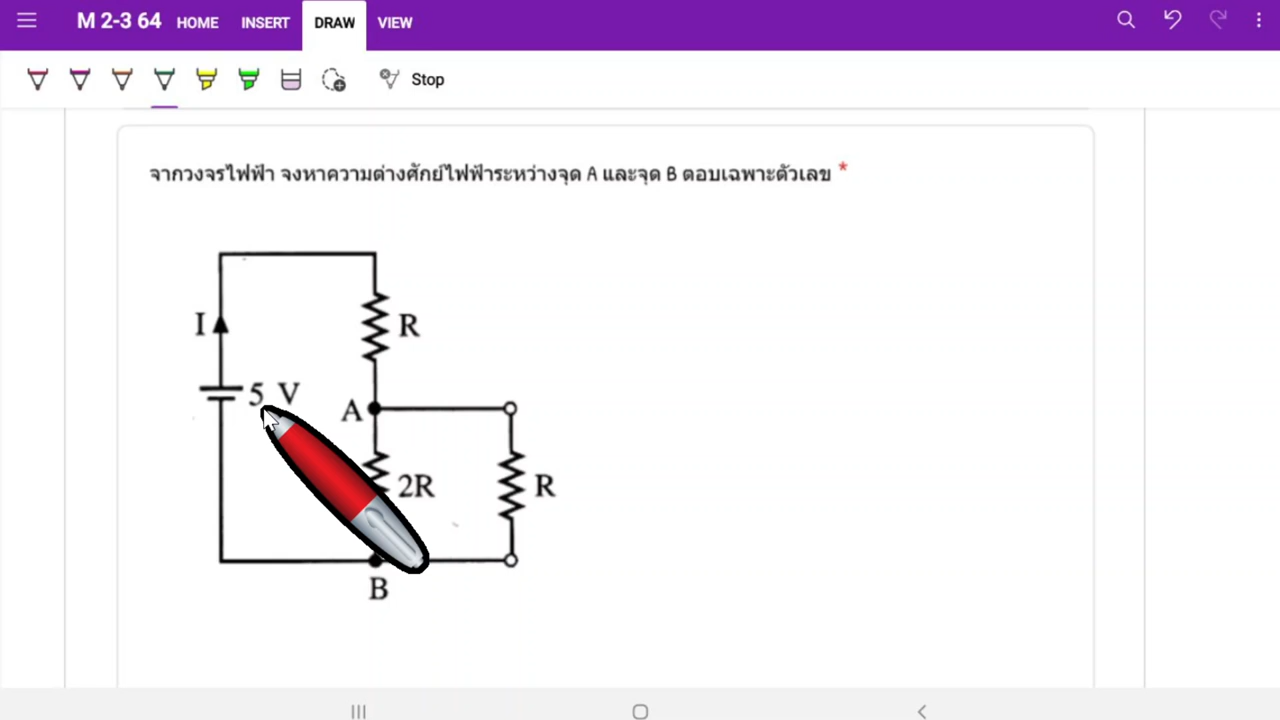 M 2-3 64 HOME INSERT DRAW VIEW
Stop
จากวงจรไฟฟ้า จงหาความต่างศักย์ไฟฟ้าระหว่างจุด A และจุด B ตอบเฉพาะตัวเลข *
I
R
5 V
A
2R
R
B